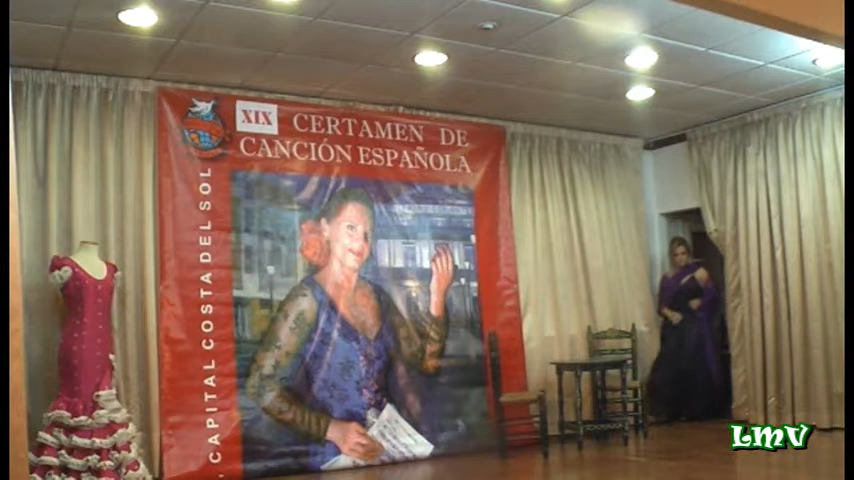 XIX
CERTAMEN DE
CANCIÓN ESPAÑOLA
CAPITAL COSTA DEL SOL
LMV